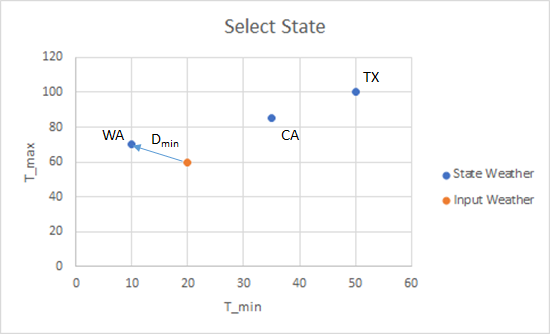 Select State
T_max
120
100
80
60
40
20
0
TX
WA
D_min
CA
0 10 20 30 40 50 60
T_min
State Weather
Input Weather